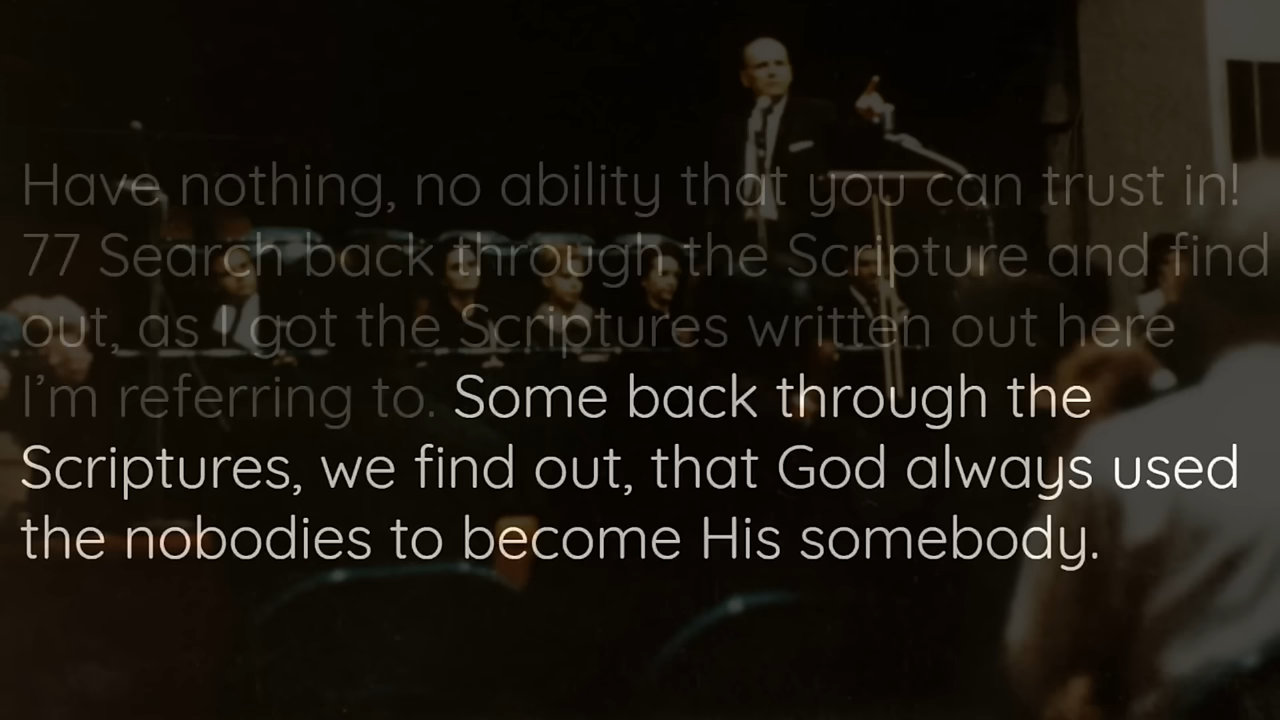 Have nothing, no ability that you can trust in!
77 Search back through the Scripture and find
out, as I got the Scriptures written out here
I’m referring to. Some back through the
Scriptures, we find out, that God always used
the nobodies to become His somebody.